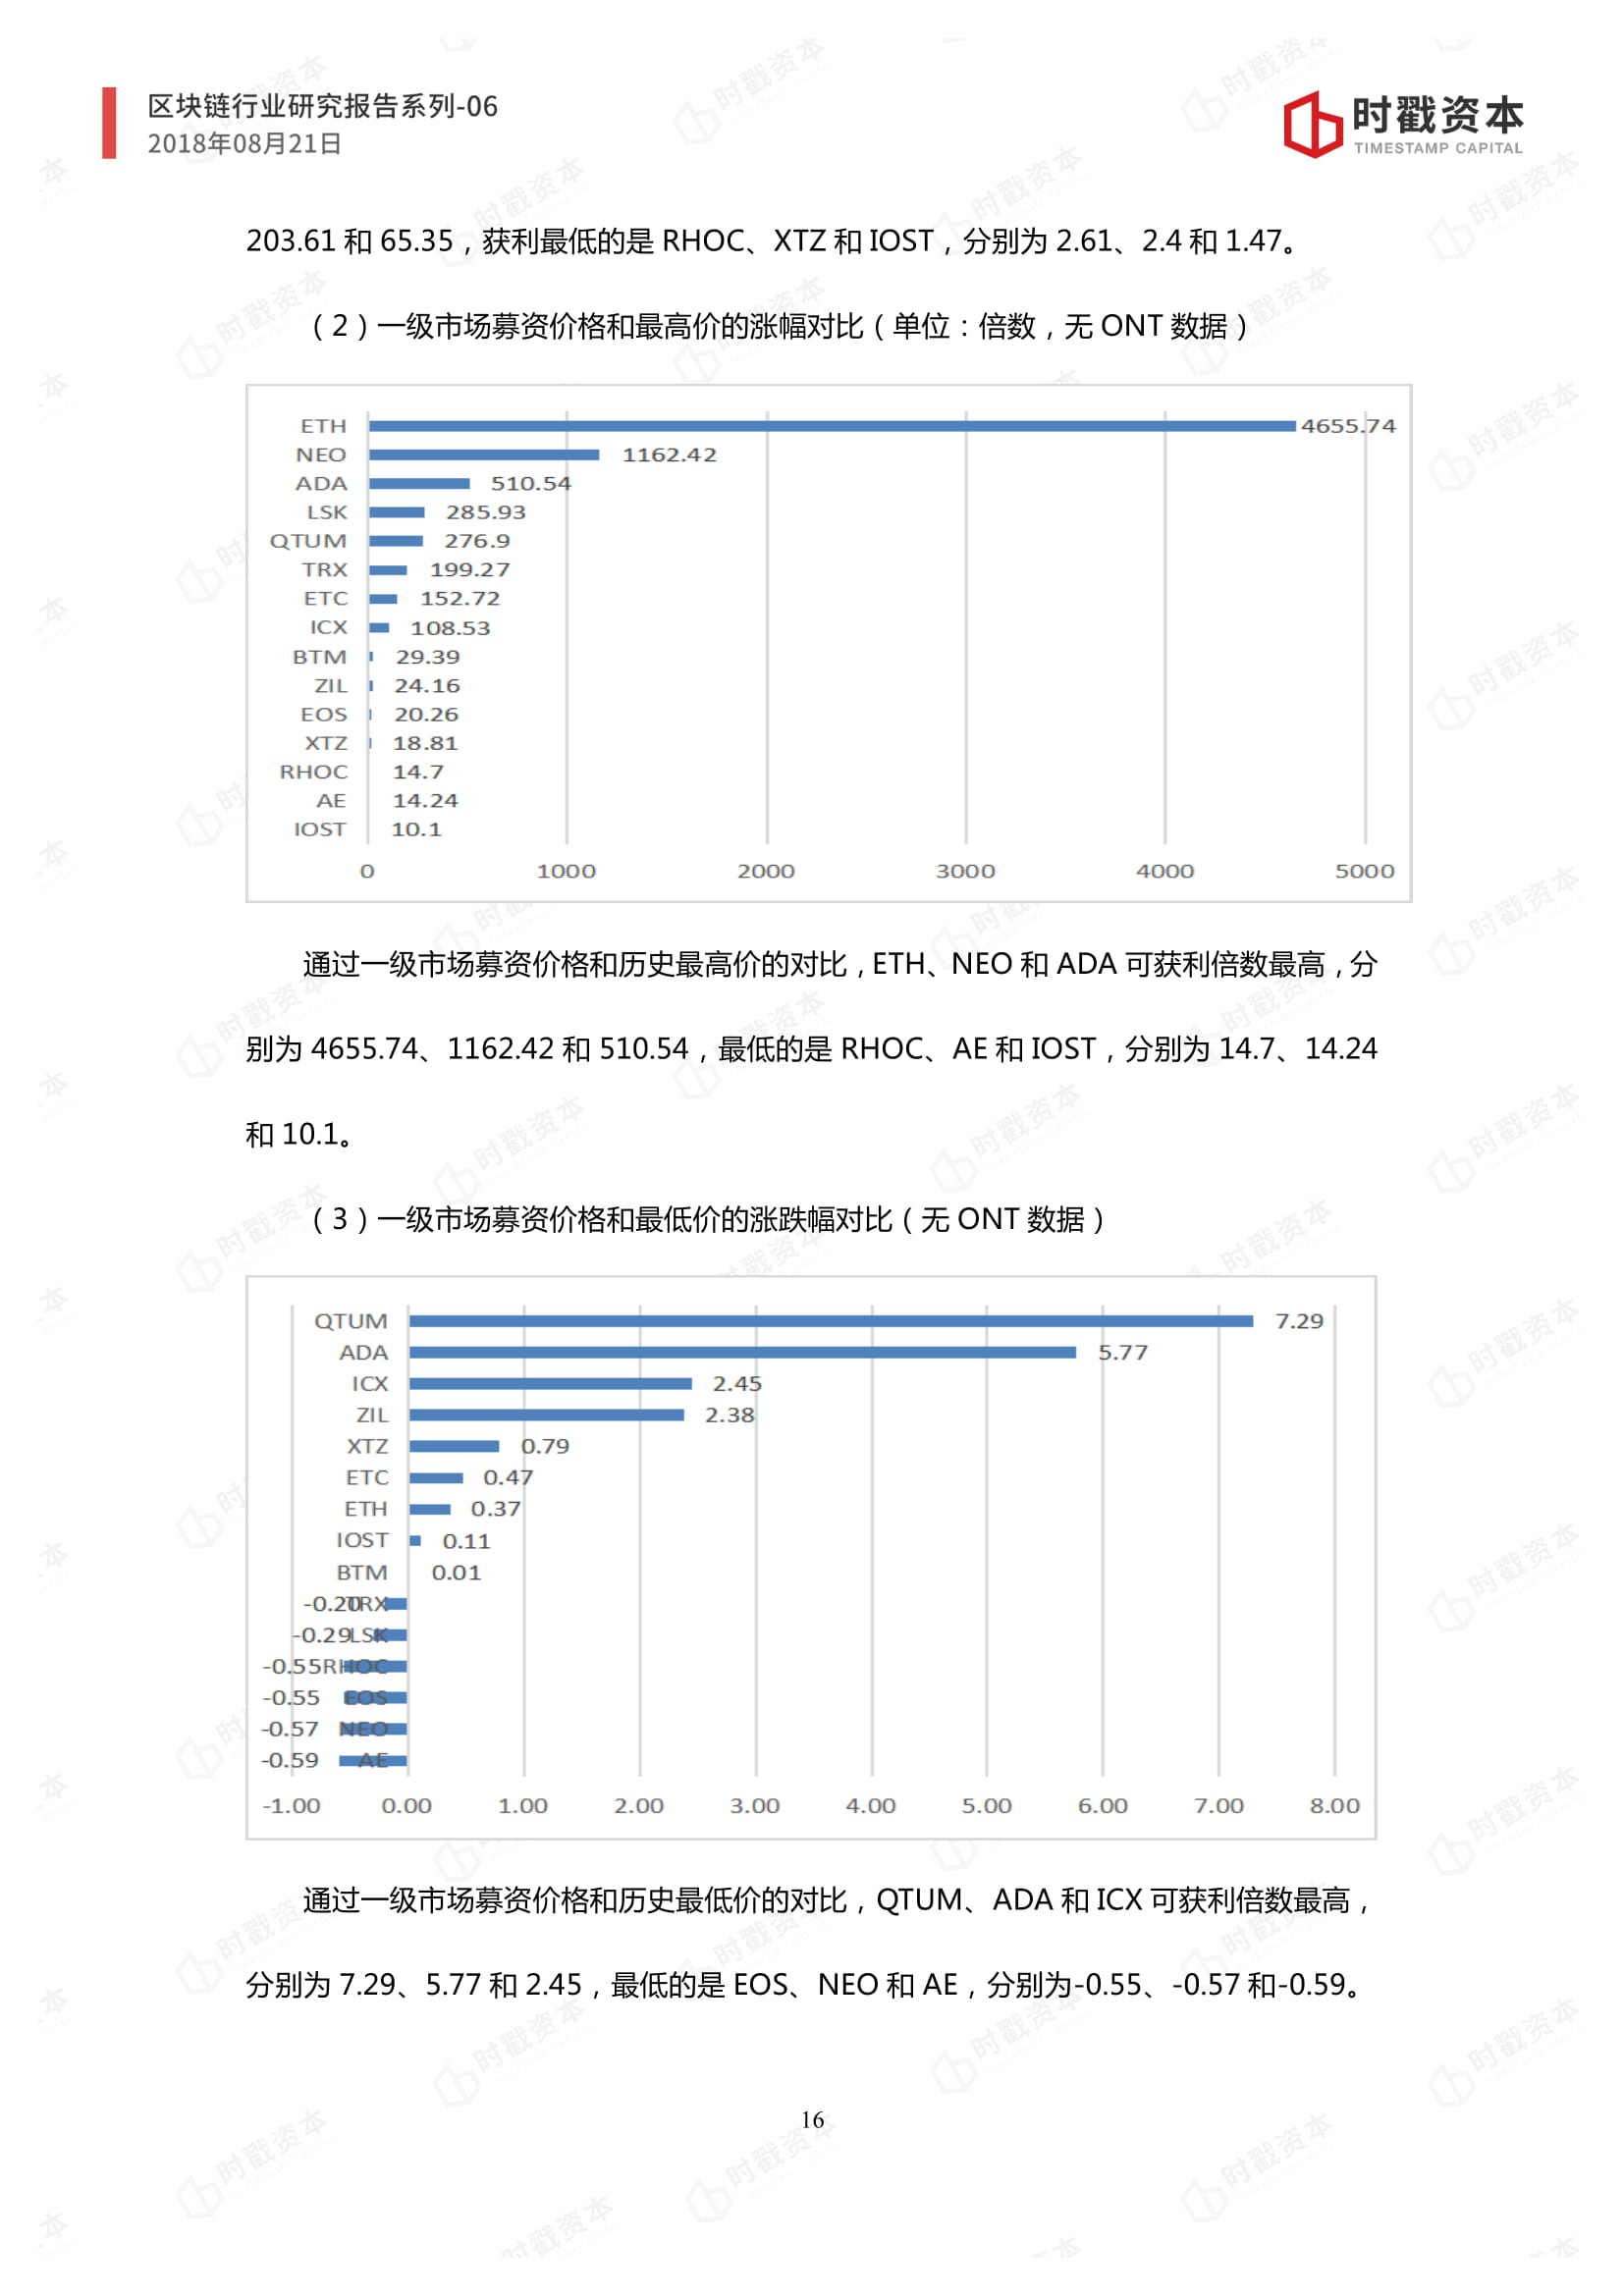 区块链行业研究报告系列-06
2018年08月21日
时戳资本
TIMESTAMP CAPITAL
203.61 和 65.35，获利最低的是 RHOC、XTZ 和 IOST，分别为 2.61、2.4 和 1.47。
（2）一级市场募资价格和最高价的涨幅对比（单位：倍数，无 ONT 数据）
ETH 4655.74
NEO 1162.42
ADA 510.54
LSK 285.93
QTUM 276.9
TRX 199.27
ETC 152.72
ICX 108.53
BTM 29.39
ZIL 24.16
EOS 20.26
XTZ 18.81
RHOC 14.7
AE 14.24
IOST 10.1
0 1000 2000 3000 4000 5000
通过一级市场募资价格和历史最高价的对比，ETH、NEO 和 ADA 可获利倍数最高，分
别为 4655.74、1162.42 和 510.54，最低的是 RHOC、AE 和 IOST，分别为 14.7、14.24
和 10.1。
（3）一级市场募资价格和最低价的涨跌幅对比（无 ONT 数据）
QTUM 7.29
ADA 5.77
ICX 2.45
ZIL 2.38
XTZ 0.79
ETC 0.47
ETH 0.37
IOST 0.11
BTM 0.01
-0.20 TRX
-0.29 LSK
-0.55 RHOC
-0.55 EOS
-0.57 NEO
-0.59 AE
-1.00 0.00 1.00 2.00 3.00 4.00 5.00 6.00 7.00 8.00
通过一级市场募资价格和历史最低价的对比，QTUM、ADA 和 ICX 可获利倍数最高，
分别为 7.29、5.77 和 2.45，最低的是 EOS、NEO 和 AE，分别为-0.55、-0.57 和-0.59。
16